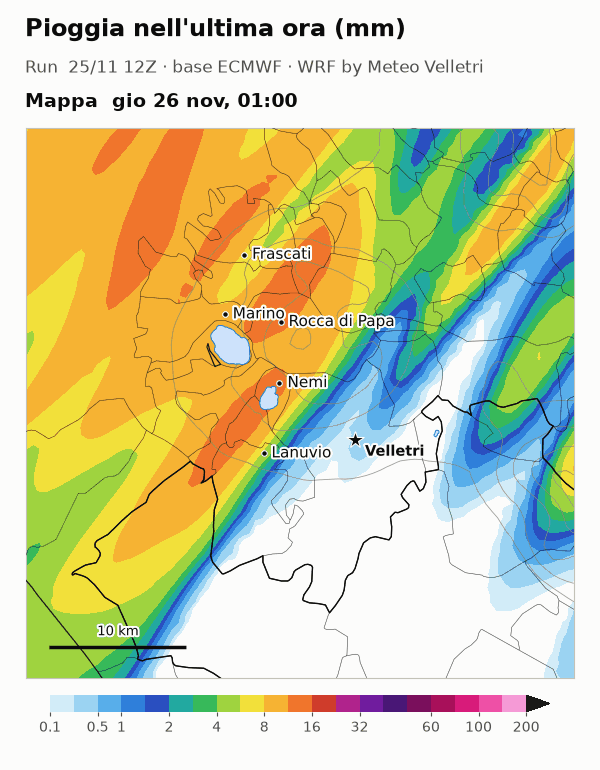 Pioggia nell'ultima ora (mm)
Run 25/11 12Z · base ECMWF · WRF by Meteo Velletri
Mappa gio 26 nov, 01:00
Frascati
Marino
Rocca di Papa
Nemi
Velletri
Lanuvio
10 km
0.1 0.5 1 2 4 8 16 32 60 100 200